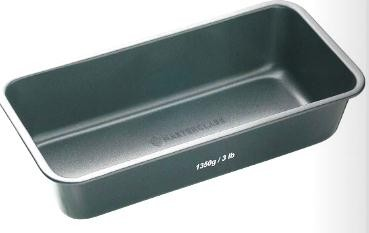 MASTERCLASS
1350g / 3 lb